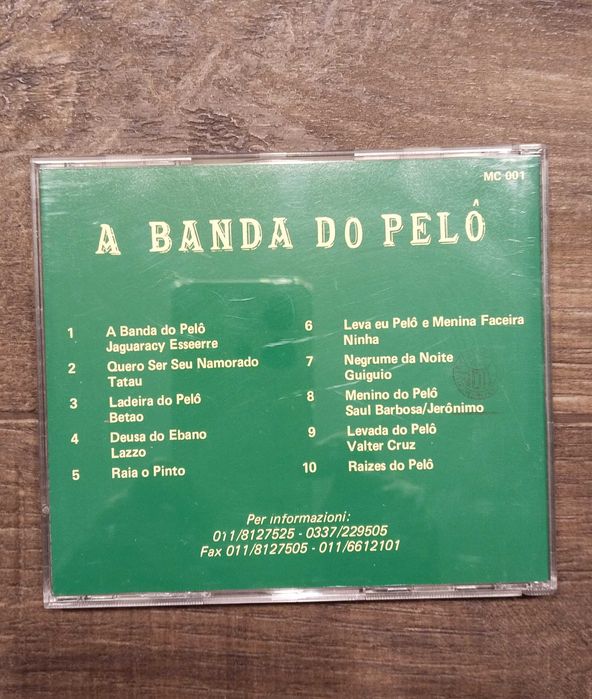 MC 001
A BANDA DO PELÔ
1 A Banda do Pelô
Jaguaracy Esseerre
2 Quero Ser Seu Namorado
Tatau
3 Ladeira do Pelô
Betao
4 Deusa do Ebano
Lazzo
5 Raia o Pinto
6 Leva eu Pelô e Menina Faceira
Ninha
7 Negrume da Noite
Guiguio
8 Menino do Pelô
Saul Barbosa/Jerônimo
9 Levada do Pelô
Valter Cruz
10 Raizes do Pelô
Per informazioni:
011/8127525 - 0337/229505
Fax 011/8127505 - 011/6612101